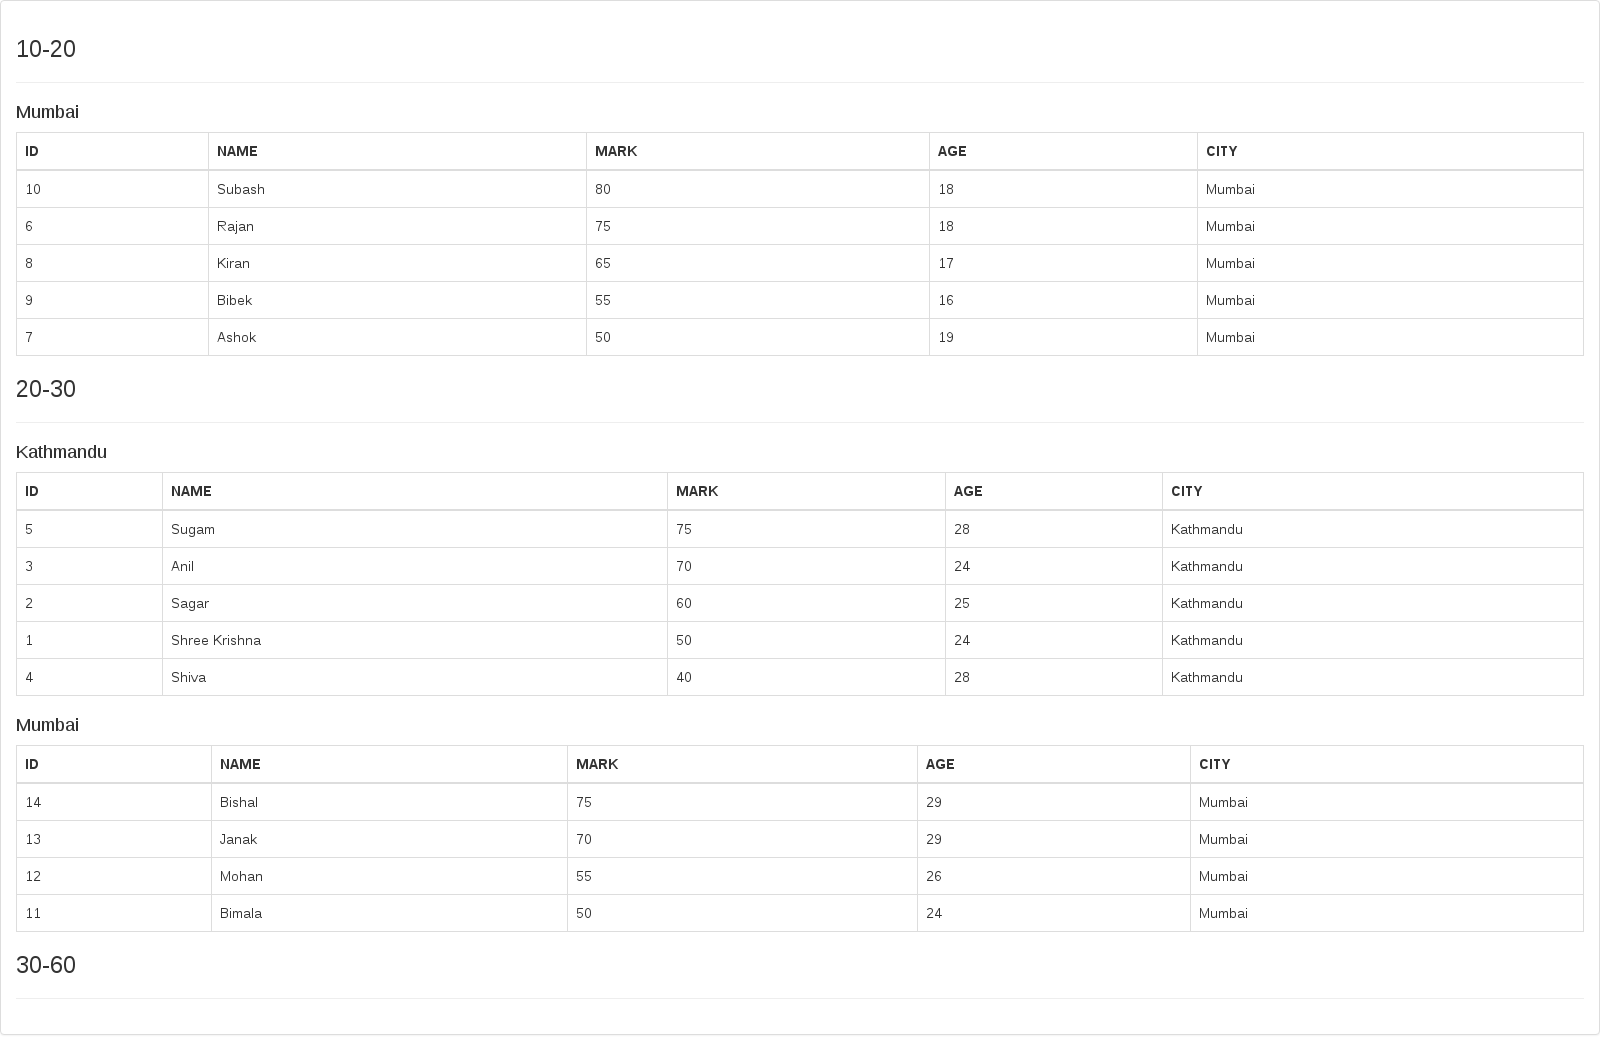 10-20
Mumbai
ID NAME MARK AGE CITY
10 Subash 80 18 Mumbai
6 Rajan 75 18 Mumbai
8 Kiran 65 17 Mumbai
9 Bibek 55 16 Mumbai
7 Ashok 50 19 Mumbai
20-30
Kathmandu
ID NAME MARK AGE CITY
5 Sugam 75 28 Kathmandu
3 Anil 70 24 Kathmandu
2 Sagar 60 25 Kathmandu
1 Shree Krishna 50 24 Kathmandu
4 Shiva 40 28 Kathmandu
Mumbai
ID NAME MARK AGE CITY
14 Bishal 75 29 Mumbai
13 Janak 70 29 Mumbai
12 Mohan 55 26 Mumbai
11 Bimala 50 24 Mumbai
30-60